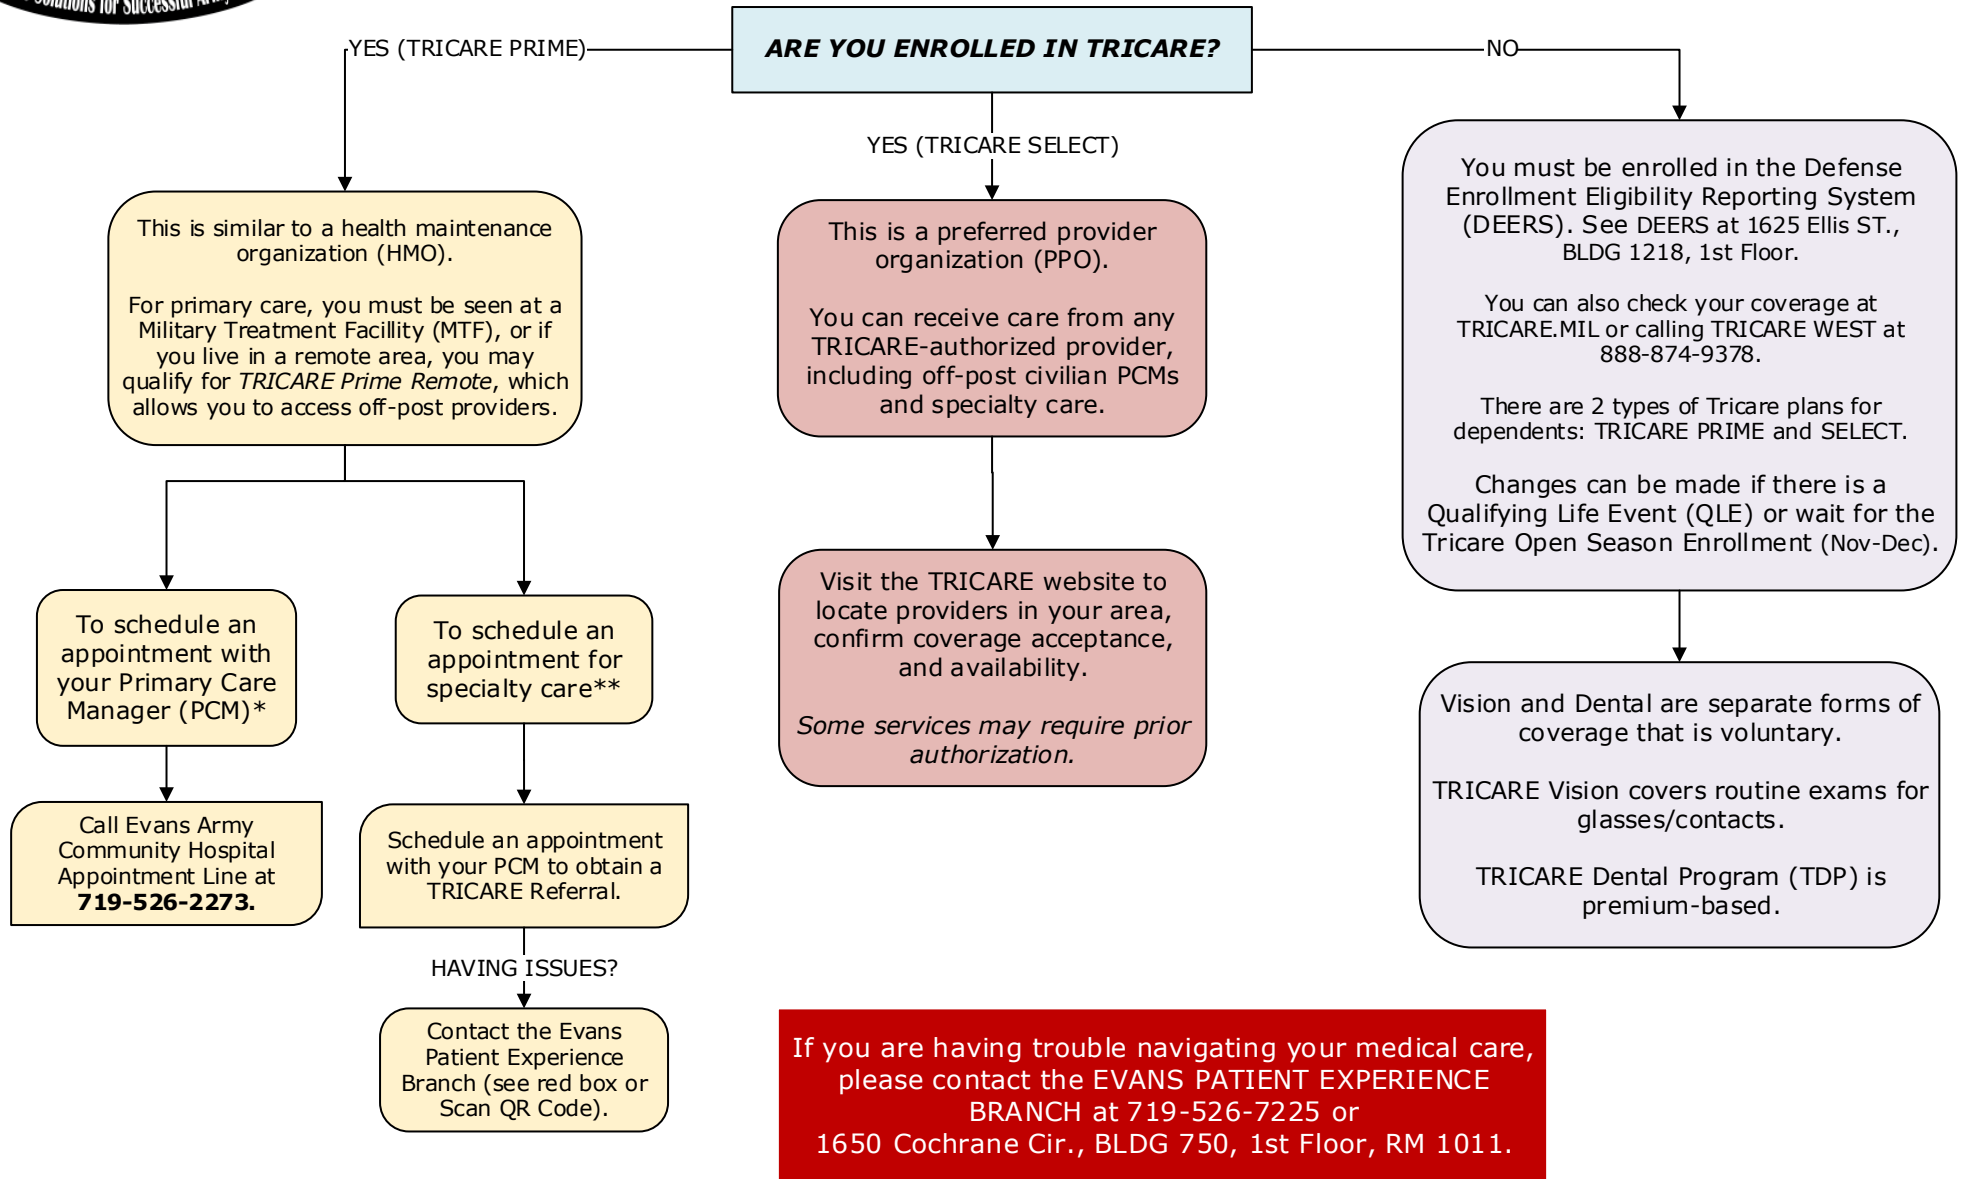 Solutions for Successful Army
ARE YOU ENROLLED IN TRICARE?
YES (TRICARE PRIME)
This is similar to a health maintenance
organization (HMO).
For primary care, you must be seen at a
Military Treatment Facillity (MTF), or if
you live in a remote area, you may
qualify for TRICARE Prime Remote, which
allows you to access off-post providers.
To schedule an
appointment with
your Primary Care
Manager (PCM)*
Call Evans Army
Community Hospital
Appointment Line at
719-526-2273.
To schedule an
appointment for
specialty care**
Schedule an appointment
with your PCM to obtain a
TRICARE Referral.
HAVING ISSUES?
Contact the Evans
Patient Experience
Branch (see red box or
Scan QR Code).
YES (TRICARE SELECT)
This is a preferred provider
organization (PPO).
You can receive care from any
TRICARE-authorized provider,
including off-post civilian PCMs
and specialty care.
Visit the TRICARE website to
locate providers in your area,
confirm coverage acceptance,
and availability.
Some services may require prior
authorization.
NO
You must be enrolled in the Defense
Enrollment Eligibility Reporting System
(DEERS). See DEERS at 1625 Ellis ST.,
BLDG 1218, 1st Floor.
You can also check your coverage at
TRICARE.MIL or calling TRICARE WEST at
888-874-9378.
There are 2 types of Tricare plans for
dependents: TRICARE PRIME and SELECT.
Changes can be made if there is a
Qualifying Life Event (QLE) or wait for the
Tricare Open Season Enrollment (Nov-Dec).
Vision and Dental are separate forms of
coverage that is voluntary.
TRICARE Vision covers routine exams for
glasses/contacts.
TRICARE Dental Program (TDP) is
premium-based.
If you are having trouble navigating your medical care,
please contact the EVANS PATIENT EXPERIENCE
BRANCH at 719-526-7225 or
1650 Cochrane Cir., BLDG 750, 1st Floor, RM 1011.